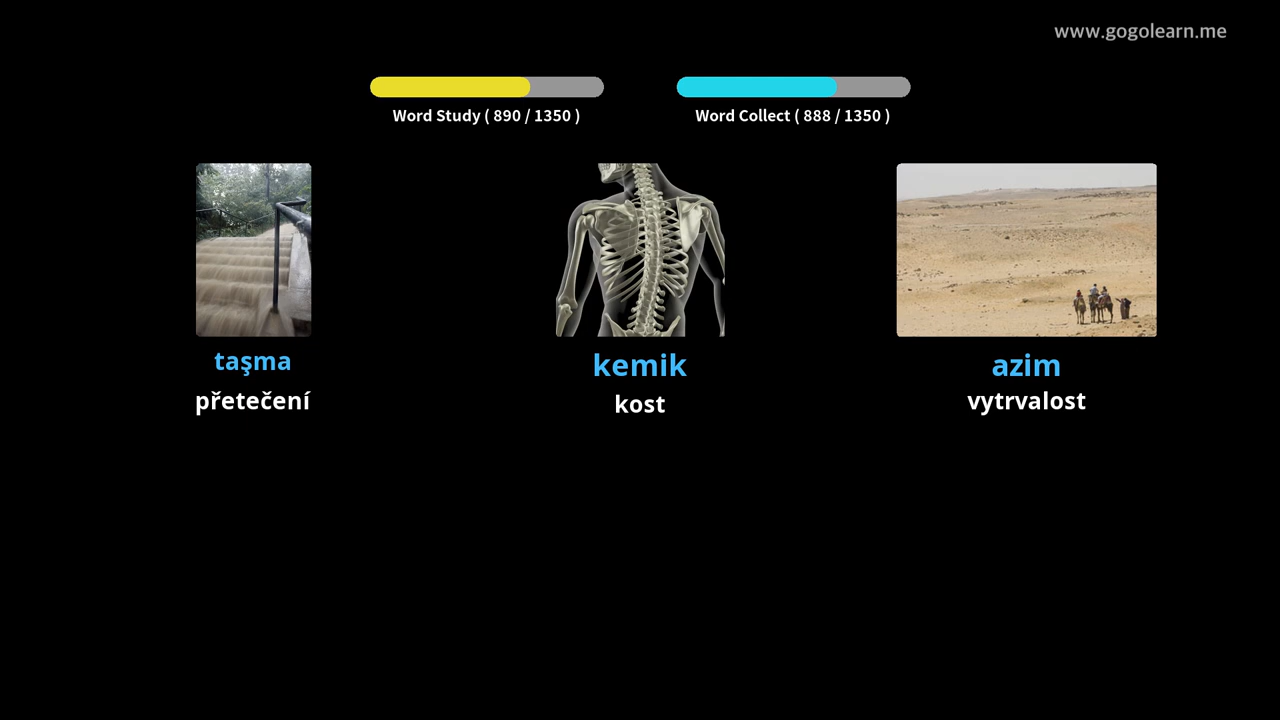 www.gogolearn.me
Word Study ( 890 / 1350 )
Word Collect ( 888 / 1350 )
taşma
přetečení
kemik
kost
azim
vytrvalost